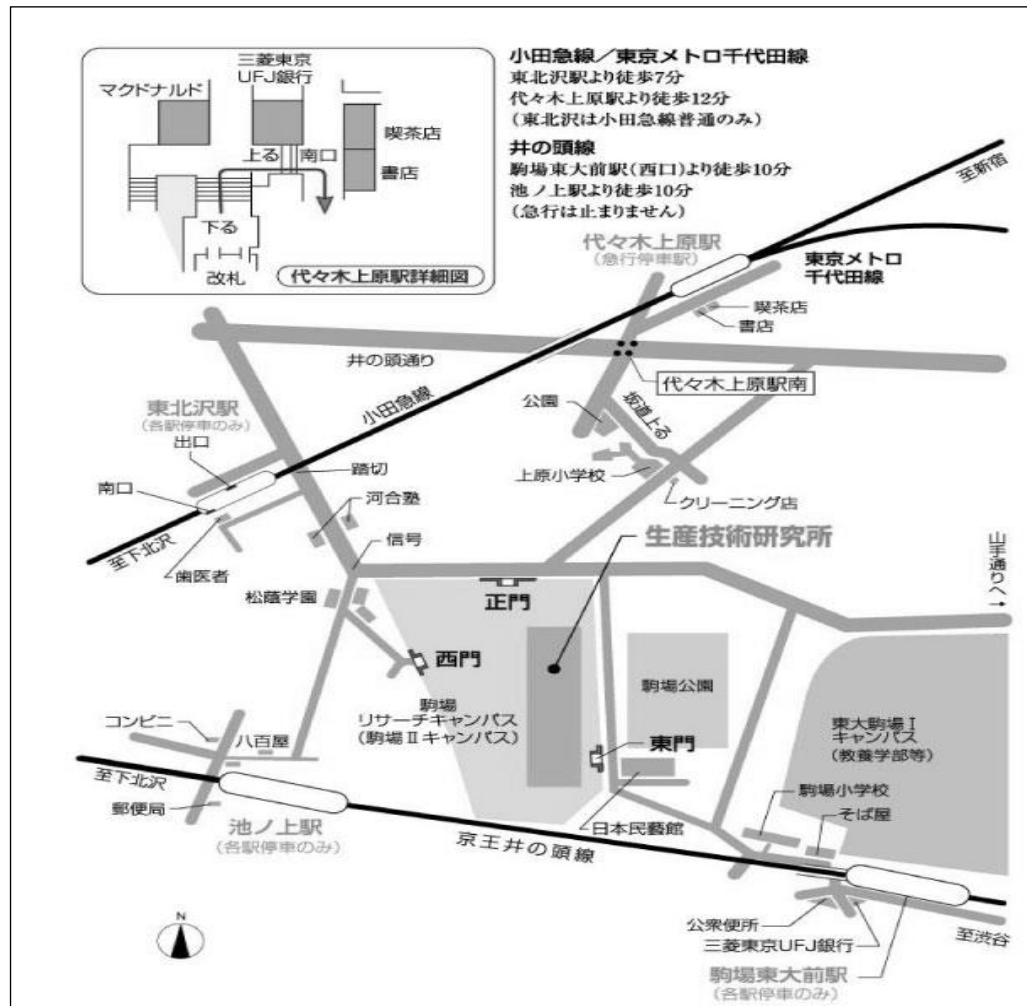 三菱東京
UFJ銀行
マクドナルド
喫茶店
上る
南口
書店
下る
改札
代々木上原駅詳細図
小田急線／東京メトロ千代田線
東北沢駅より徒歩7分
代々木上原駅より徒歩12分
（東北沢は小田急線普通のみ）
井の頭線
駒場東大前駅（西口）より徒歩10分
池ノ上駅より徒歩10分
（急行は止まりません）
至新宿
代々木上原駅
（急行停車駅）
東京メトロ
千代田線
喫茶店
書店
井の頭通り
代々木上原駅南
小田急線
公園
坂道上る
東北沢駅
（各駅停車のみ）
出口
踏切
上原小学校
南口
河合塾
クリーニング店
至下北沢
信号
生産技術研究所
山手通りへ→
歯医者
松蔭学園
正門
西門
駒場
リサーチキャンパス
（駒場Ⅱキャンパス）
駒場公園
東大駒場Ⅰ
キャンパス
（教養学部等）
コンビニ
八百屋
東門
至下北沢
駒場小学校
郵便局
そば屋
池ノ上駅
（各駅停車のみ）
日本民藝館
京王井の頭線
N
公衆便所
三菱東京UFJ銀行
至渋谷
駒場東大前駅
（各駅停車のみ）